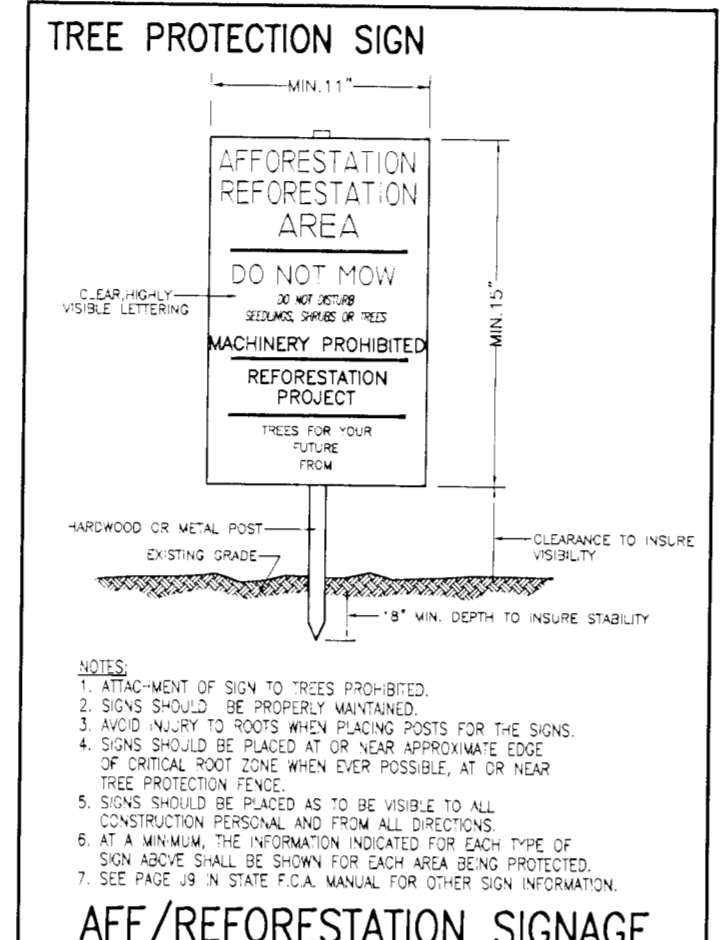 TREE PROTECTION SIGN
MIN. 11"
AFFORESTATION
REFORESTATION
AREA
DO NOT MOW
DO NOT DISTURB
SEEDLINGS, SHRUBS OR TREES
MACHINERY PROHIBITED
REFORESTATION
PROJECT
TREES FOR YOUR
FUTURE
FROM
CLEAR, HIGHLY
VISIBLE LETTERING
MIN. 15"
HARDWOOD OR METAL POST
EXISTING GRADE
CLEARANCE TO INSURE
VISIBILITY
MIN. DEPTH TO INSURE STABILITY
NOTES:
1. ATTACHMENT OF SIGN TO TREES PROHIBITED.
2. SIGNS SHOULD BE PROPERLY MAINTAINED.
3. AVOID INJURY TO ROOTS WHEN PLACING POSTS FOR THE SIGNS.
4. SIGNS SHOULD BE PLACED AT OR NEAR APPROXIMATE EDGE
OF CRITICAL ROOT ZONE WHEN EVER POSSIBLE, AT OR NEAR
TREE PROTECTION FENCE.
5. SIGNS SHOULD BE PLACED AS TO BE VISIBLE TO ALL
CONSTRUCTION PERSONAL AND FROM ALL DIRECTIONS.
6. AT A MINIMUM, THE INFORMATION INDICATED FOR EACH TYPE OF
SIGN ABOVE SHALL BE SHOWN FOR EACH AREA BEING PROTECTED.
7. SEE PAGE J9 IN STATE F.C.A. MANUAL FOR OTHER SIGN INFORMATION.
AFF/REFORESTATION SIGNAGE